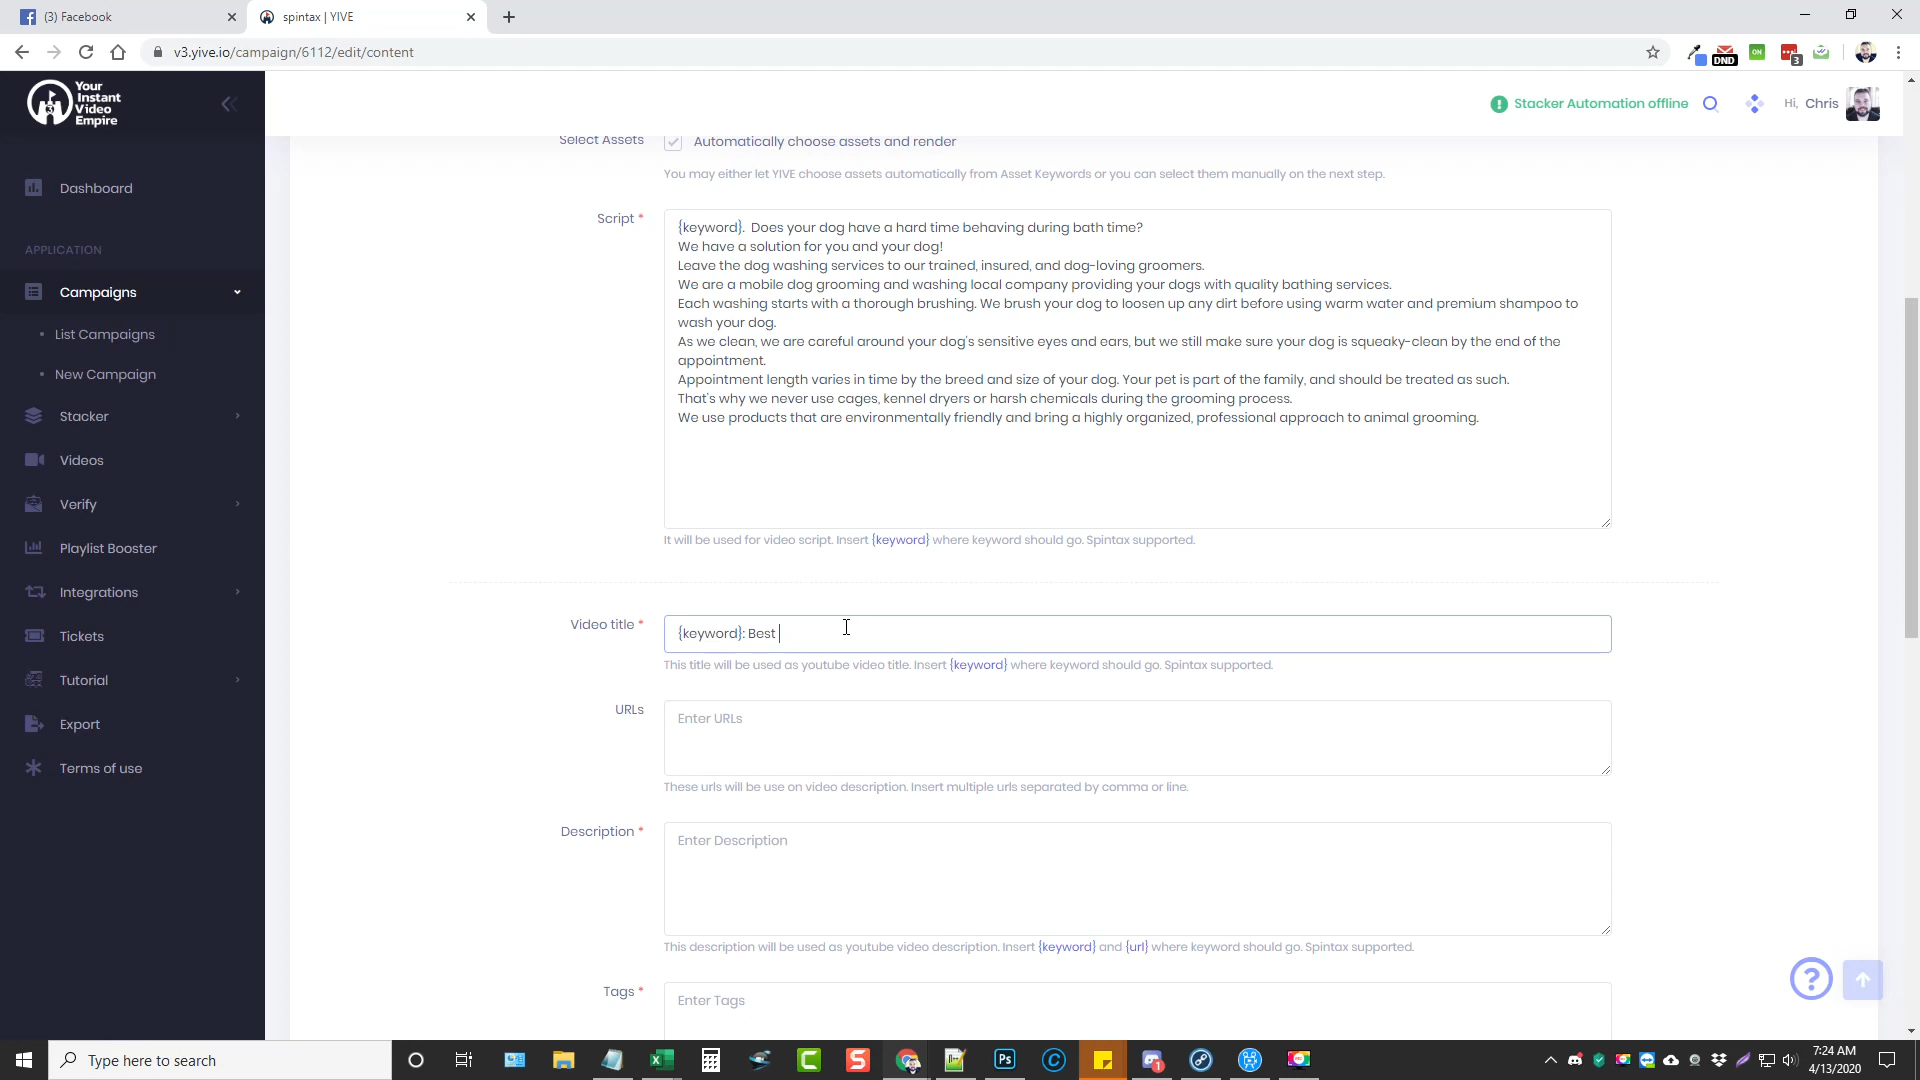 (3) Facebook
spintax | YIVE
v3.yive.io/campaign/6112/edit/content
DND
ON
3
Your
Instant
Video
Empire
Stacker Automation offline
Hi, Chris
Dashboard
APPLICATION
Campaigns
List Campaigns
New Campaign
Stacker
Videos
Verify
Playlist Booster
Integrations
Tickets
Tutorial
Export
Terms of use
Select Assets
Automatically choose assets and render
You may either let YIVE choose assets automatically from Asset Keywords or you can select them manually on the next step.
Script *
{keyword}. Does your dog have a hard time behaving during bath time?
We have a solution for you and your dog!
Leave the dog washing services to our trained, insured, and dog-loving groomers.
We are a mobile dog grooming and washing local company providing your dogs with quality bathing services.
Each washing starts with a thorough brushing. We brush your dog to loosen up any dirt before using warm water and premium shampoo to
wash your dog.
As we clean, we are careful around your dog's sensitive eyes and ears, but we still make sure your dog is squeaky-clean by the end of the
appointment.
Appointment length varies in time by the breed and size of your dog. Your pet is part of the family, and should be treated as such.
That's why we never use cages, kennel dryers or harsh chemicals during the grooming process.
We use products that are environmentally friendly and bring a highly organized, professional approach to animal grooming.
It will be used for video script. Insert {keyword} where keyword should go. Spintax supported.
Video title *
{keyword}: Best
This title will be used as youtube video title. Insert {keyword} where keyword should go. Spintax supported.
URLs
Enter URLs
These urls will be use on video description. Insert multiple urls separated by comma or line.
Description *
Enter Description
This description will be used as youtube video description. Insert {keyword} and {url} where keyword should go. Spintax supported.
Tags *
Enter Tags
?
Type here to search
Ps
1
7:24 AM
4/13/2020